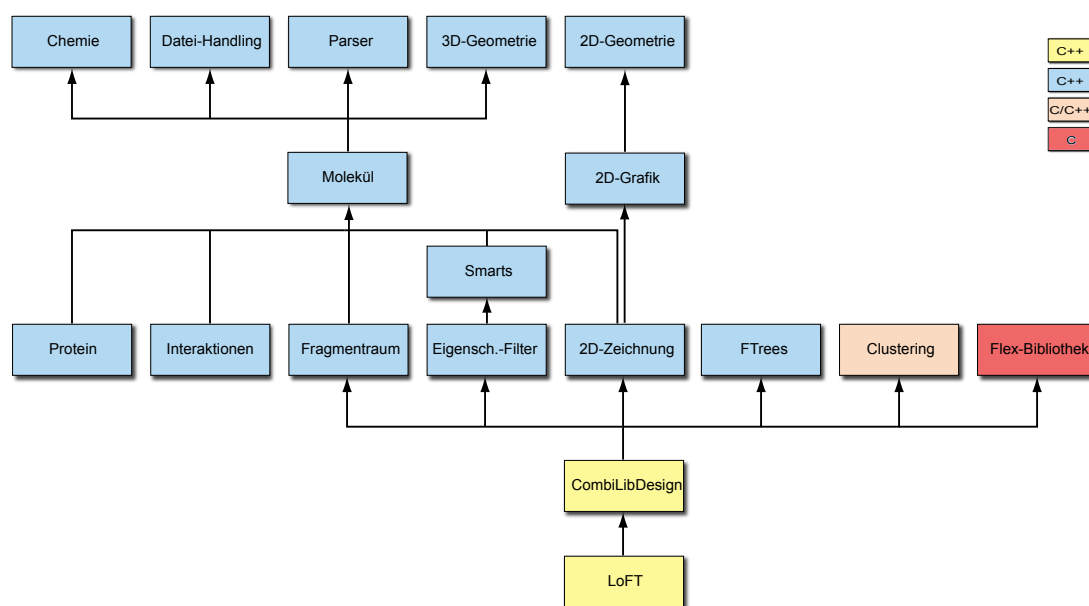 Chemie
Datei-Handling
Parser
3D-Geometrie
2D-Geometrie
C++
C++
C/C++
C
Molekül
2D-Grafik
Smarts
Protein
Interaktionen
Fragmentraum
Eigensch.-Filter
2D-Zeichnung
FTrees
Clustering
Flex-Bibliothek
CombiLibDesign
LoFT